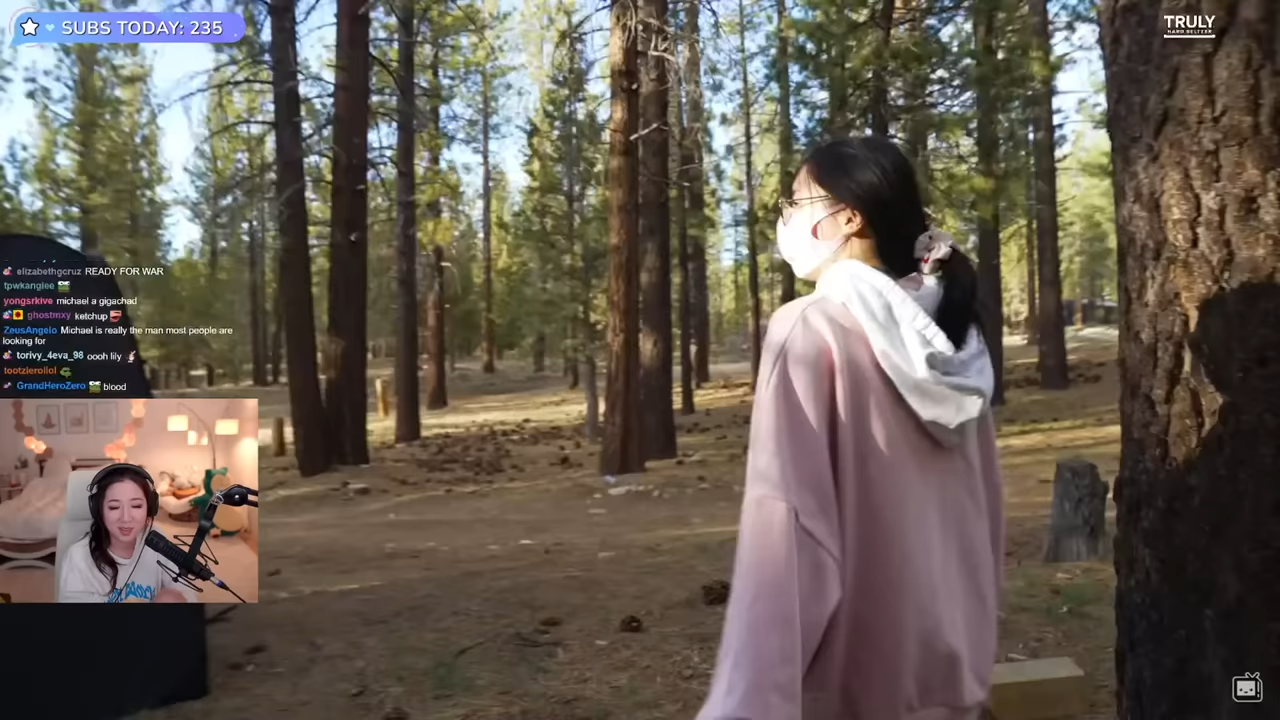 SUBS TODAY: 235
TRULY
HARD SELTZER
elizabethgcruz READY FOR WAR
fpwkanglee
yongsrkive michael a gigachad
ghostmxy ketchup
ZeusAngelo Michael is really the man most people are
looking for
torivy_4eva_98 oooh lily
tootzierollol
GrandHeroZero blood